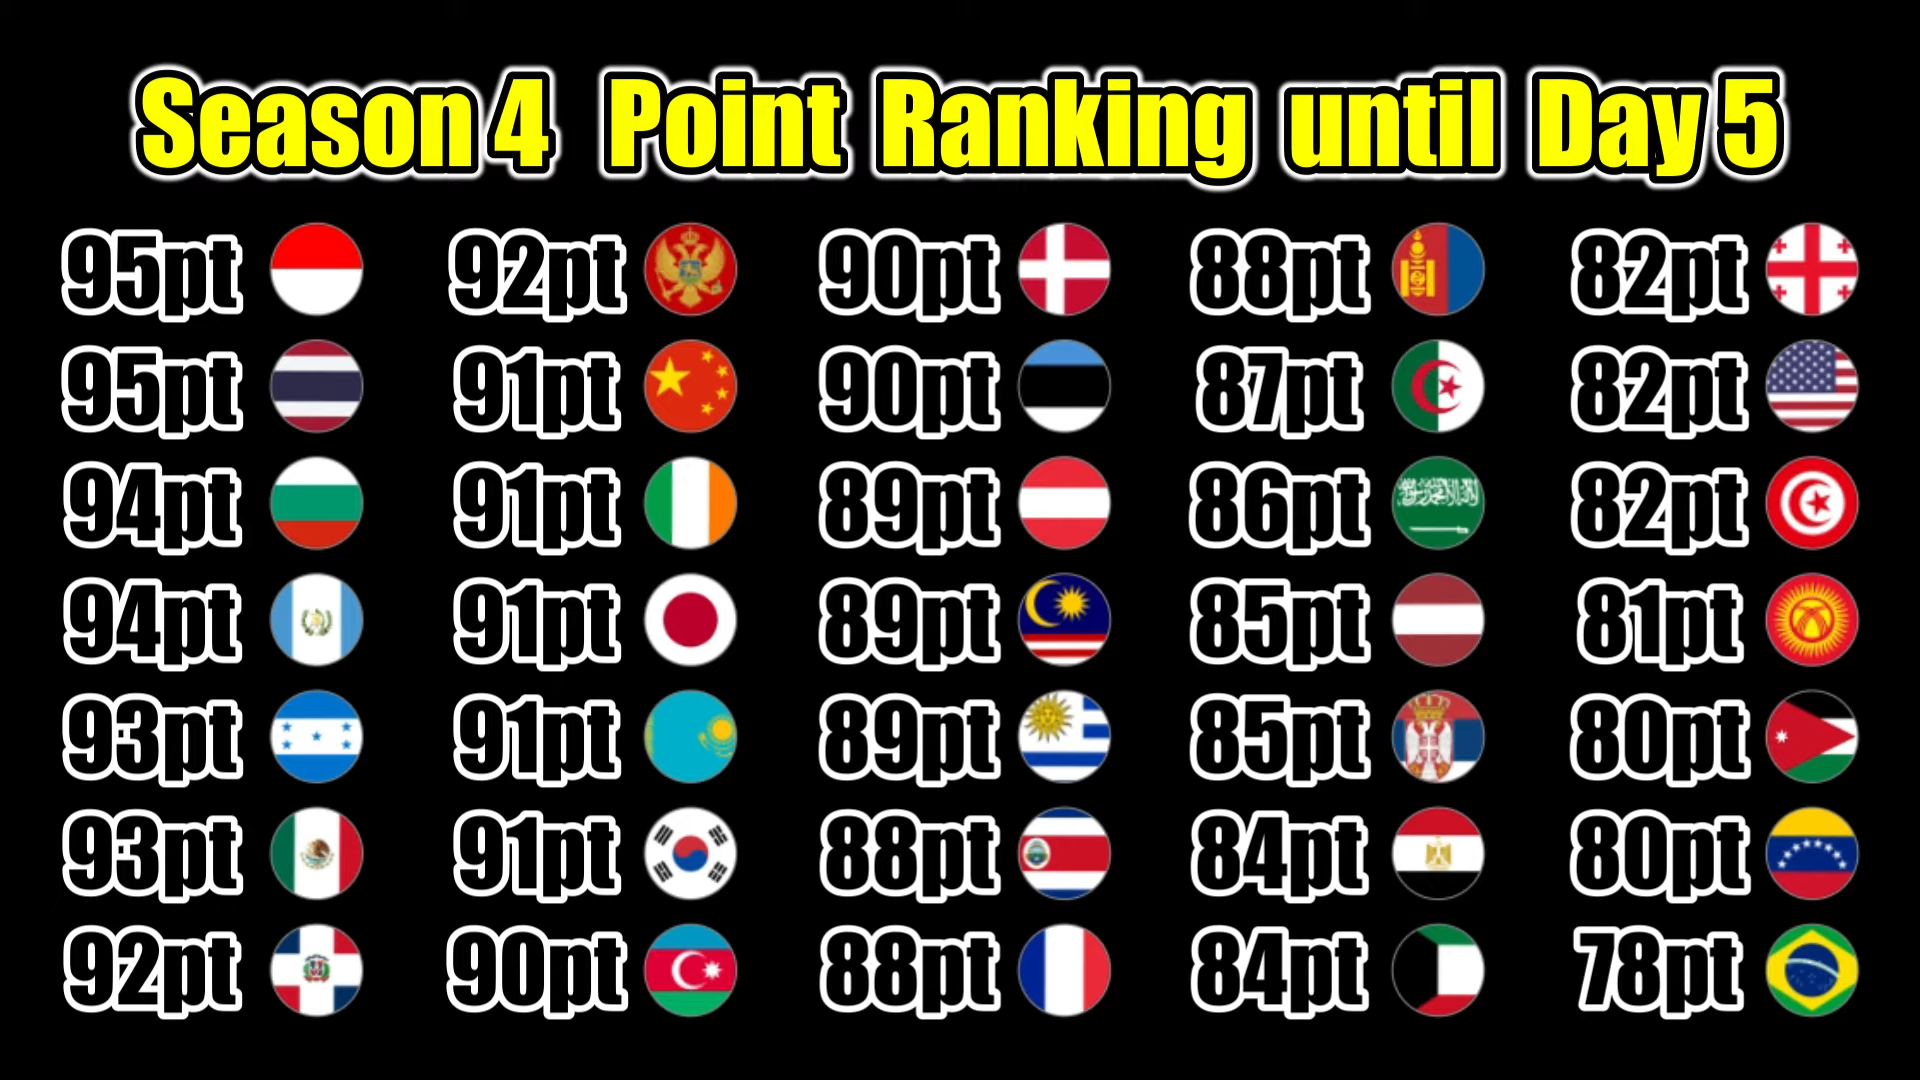 Season 4 Point Ranking until Day 5
95pt 92pt 90pt 88pt 82pt
95pt 91pt 90pt 87pt 82pt
94pt 91pt 89pt 86pt 82pt
94pt 91pt 89pt 85pt 81pt
93pt 91pt 89pt 85pt 80pt
93pt 91pt 88pt 84pt 80pt
92pt 90pt 88pt 84pt 78pt